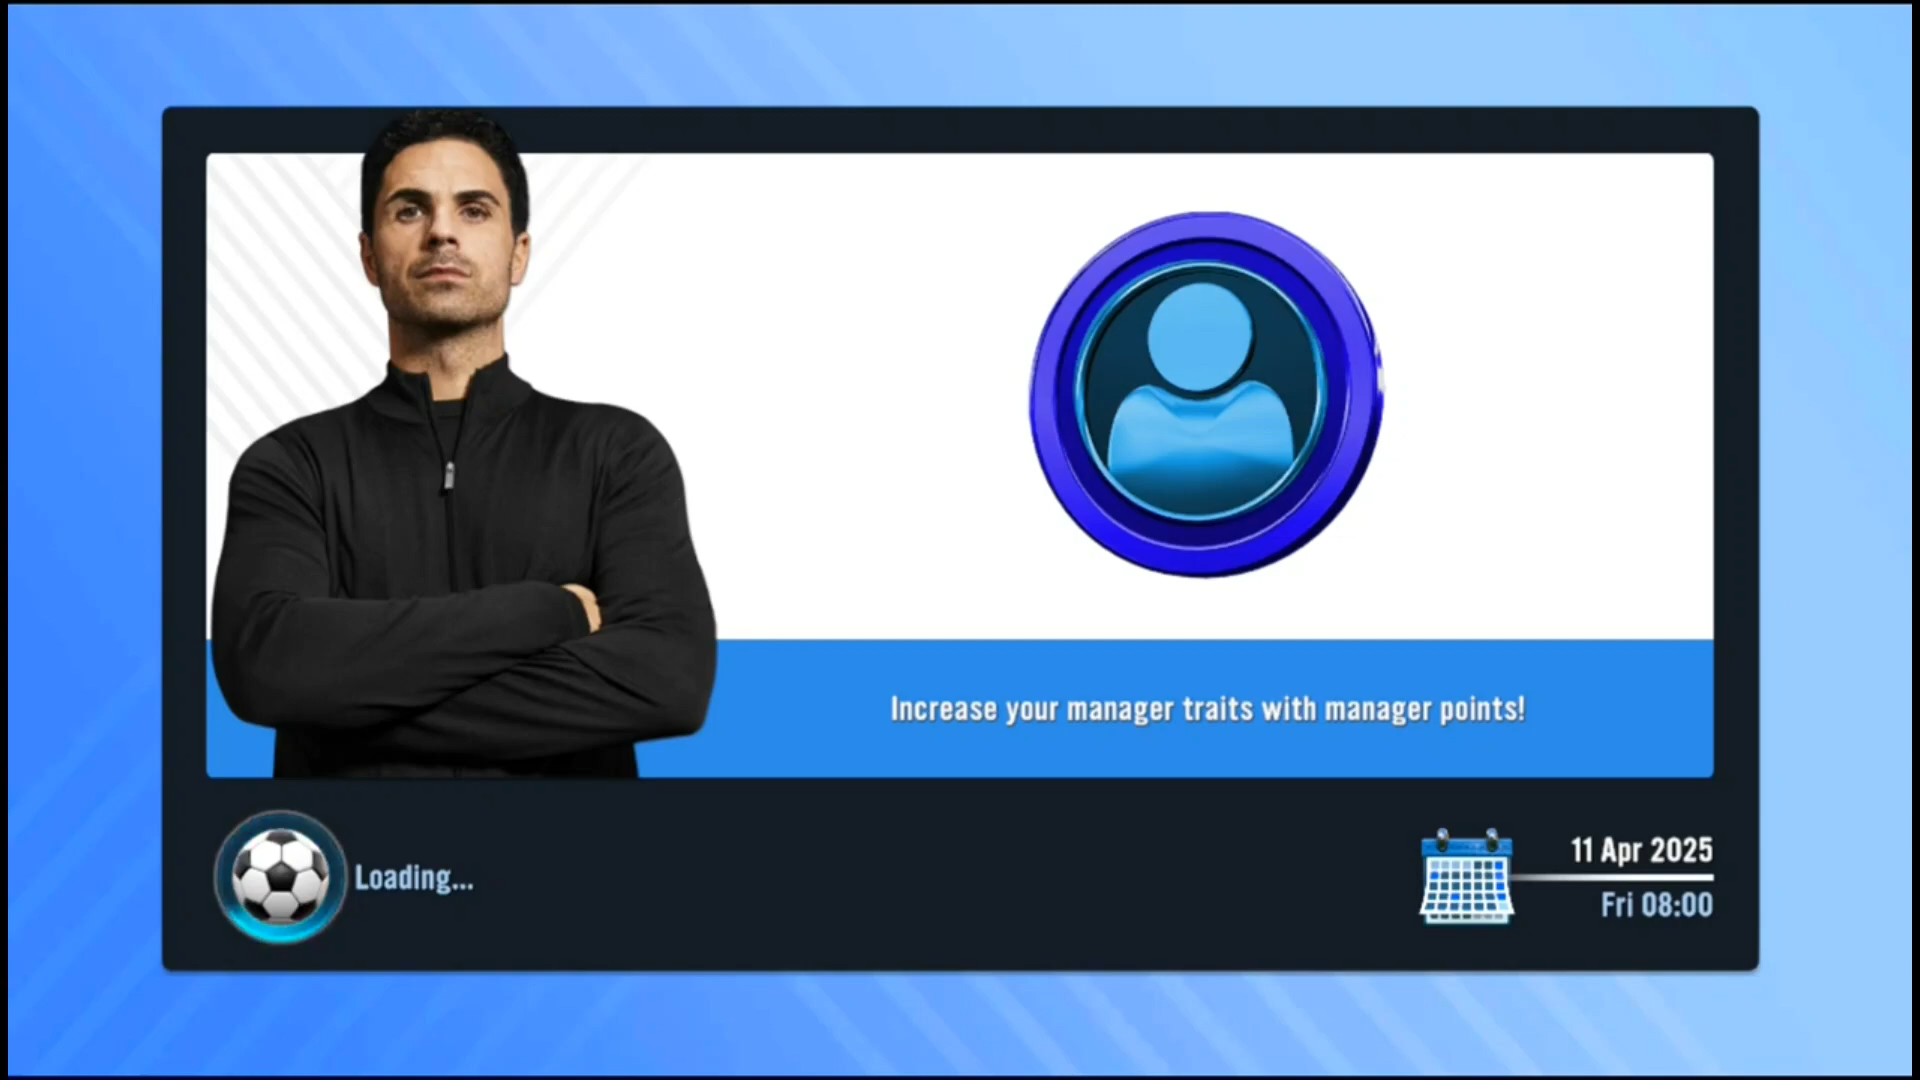 Increase your manager traits with manager points!
Loading...
11 Apr 2025
Fri 08:00